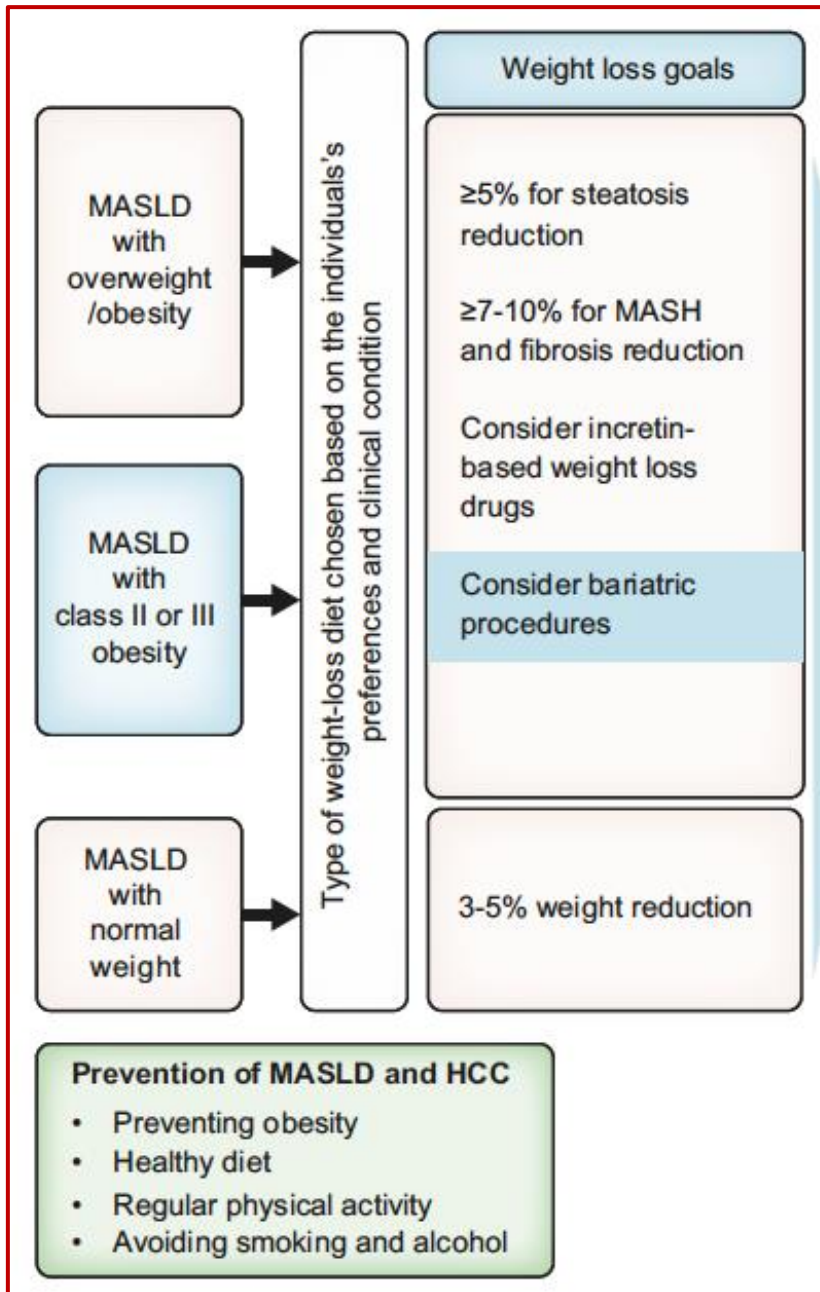 Weight loss goals
MASLD
with
overweight
/obesity
MASLD
with
class II or III
obesity
MASLD
with
normal
weight
Type of weight-loss diet chosen based on the individuals's
preferences and clinical condition
≥5% for steatosis
reduction
≥7-10% for MASH
and fibrosis reduction
Consider incretin-
based weight loss
drugs
Consider bariatric
procedures
3-5% weight reduction
Prevention of MASLD and HCC
• Preventing obesity
• Healthy diet
• Regular physical activity
• Avoiding smoking and alcohol